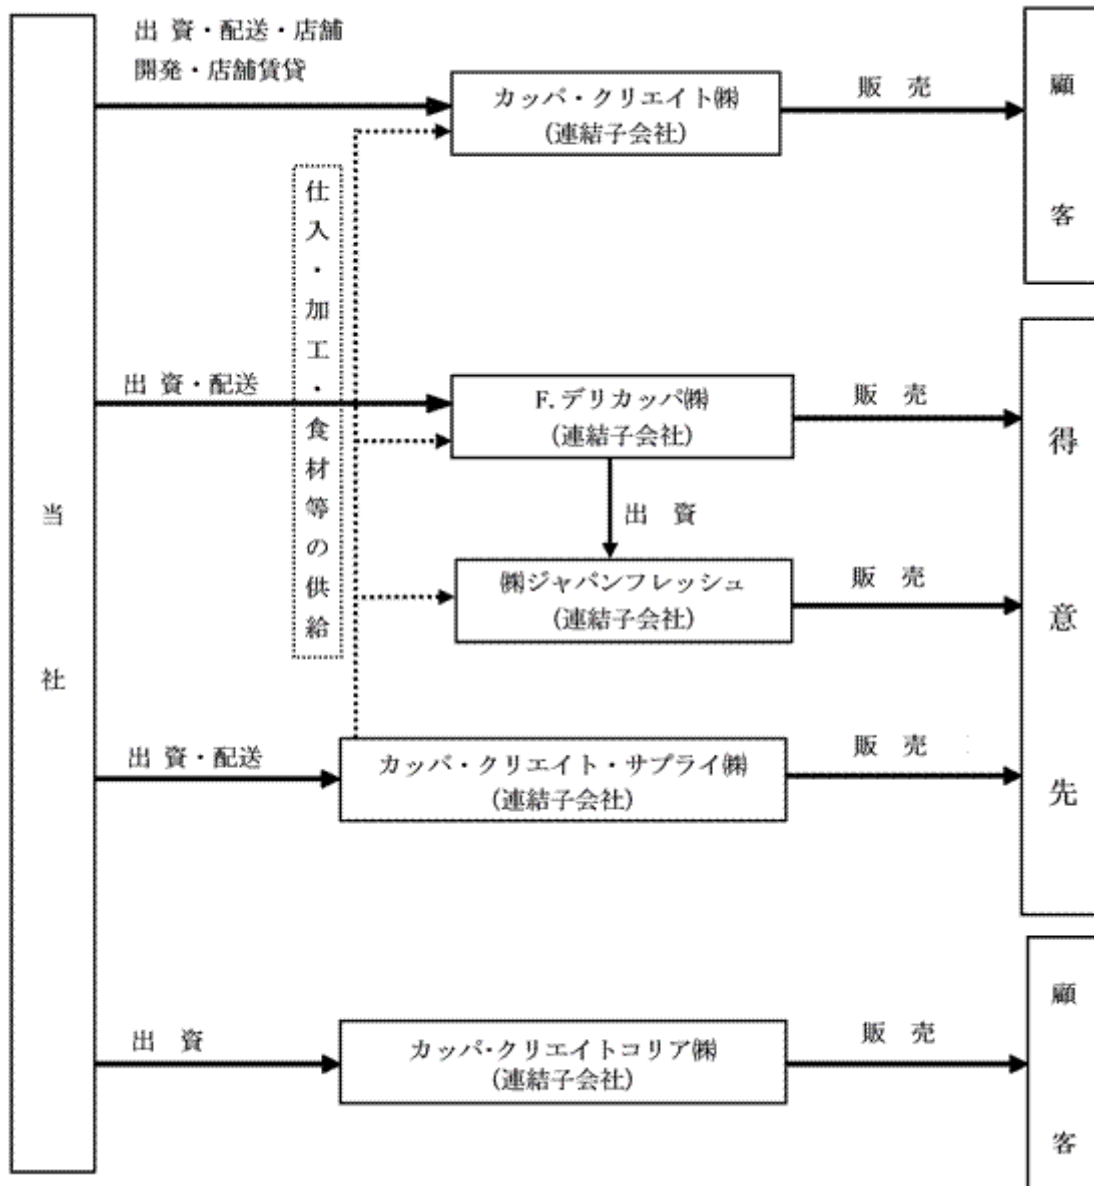 出 資・配送・店舗
開発・店舗賃貸
カッパ・クリエイト㈱
(連結子会社)
販 売
顧客
仕入・加工・食材等の供給
出 資・配送
F.デリカッパ㈱
(連結子会社)
販 売
得意先
当社
出 資
㈱ジャパンフレッシュ
(連結子会社)
販 売
出 資・配送
カッパ・クリエイト・サプライ㈱
(連結子会社)
販 売
出 資
カッパ・クリエイトコリア㈱
(連結子会社)
販 売
顧客